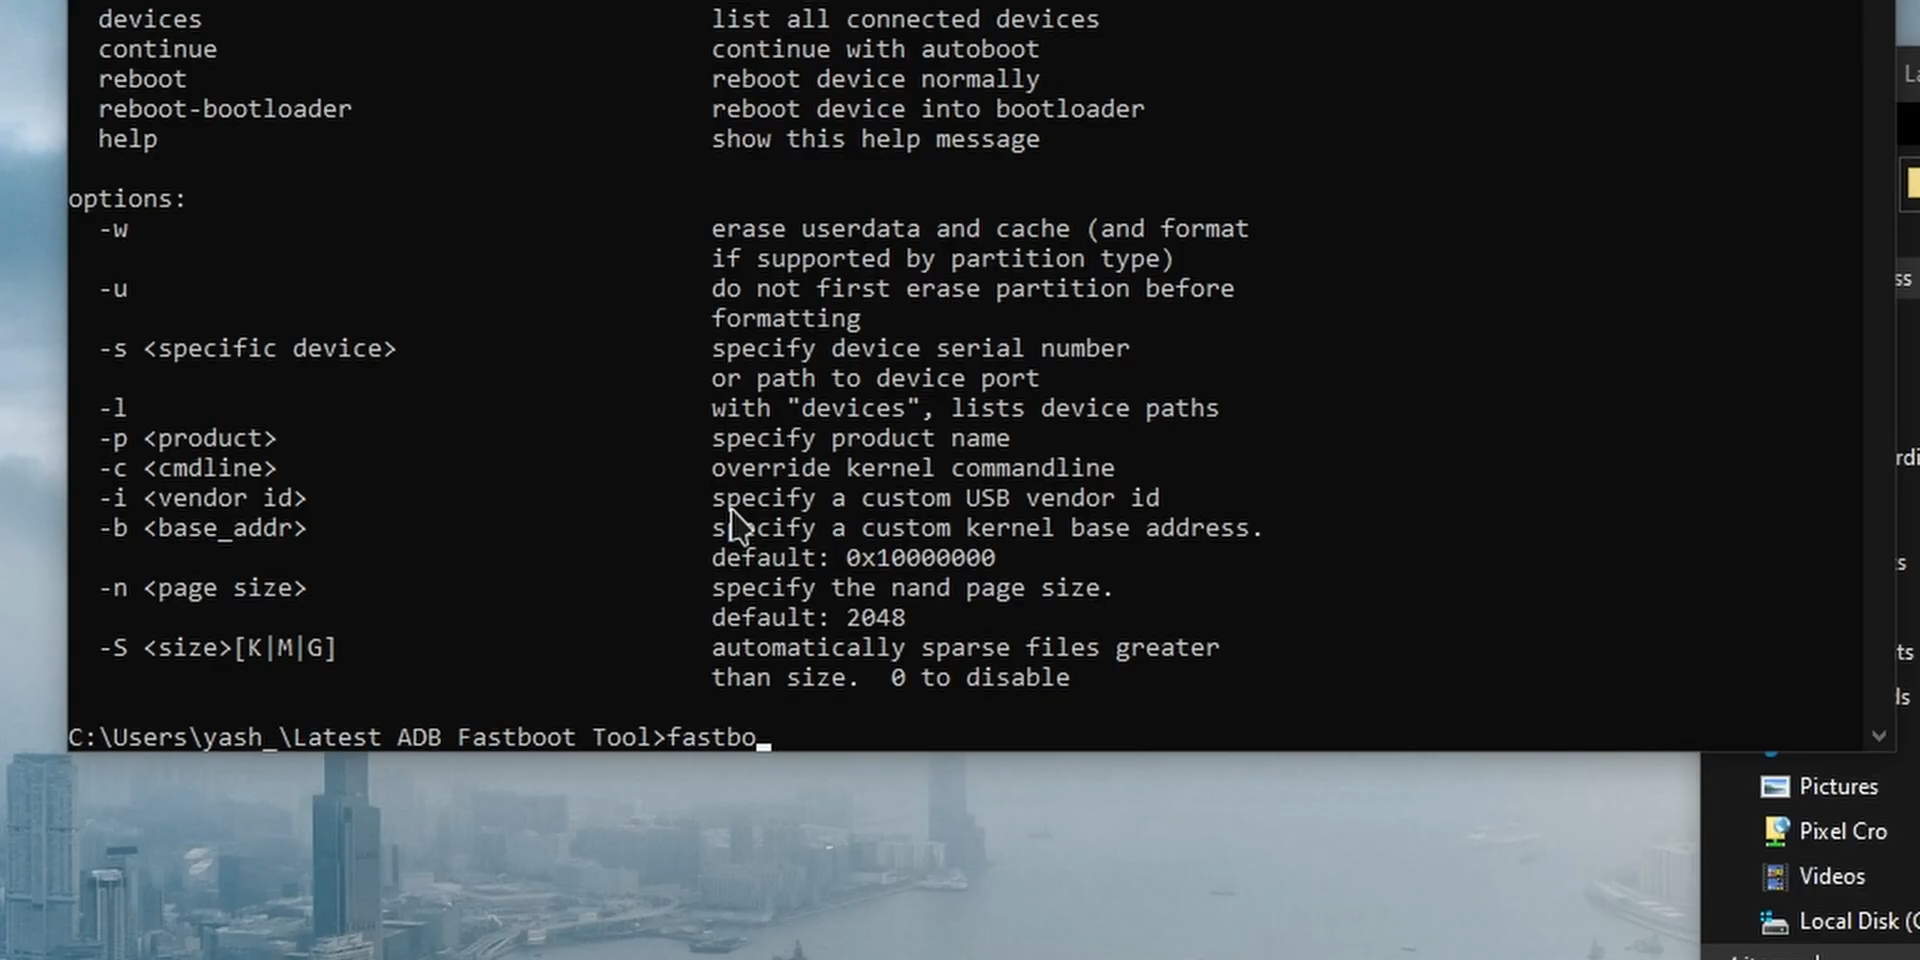 devices list all connected devices
continue continue with autoboot
reboot reboot device normally
reboot-bootloader reboot device into bootloader
help show this help message
options:
-w erase userdata and cache (and format
if supported by partition type)
-u do not first erase partition before
formatting
-s <specific device> specify device serial number
or path to device port
-l with "devices", lists device paths
-p <product> specify product name
-c <cmdline> override kernel commandline
-i <vendor id> specify a custom USB vendor id
-b <base_addr> specify a custom kernel base address.
default: 0x10000000
-n <page size> specify the nand page size.
default: 2048
-S <size>[K|M|G] automatically sparse files greater
than size. 0 to disable
C:\Users\yash_\Latest ADB Fastboot Tool>fastbo_
Pictures
Pixel Cro
Videos
Local Disk (